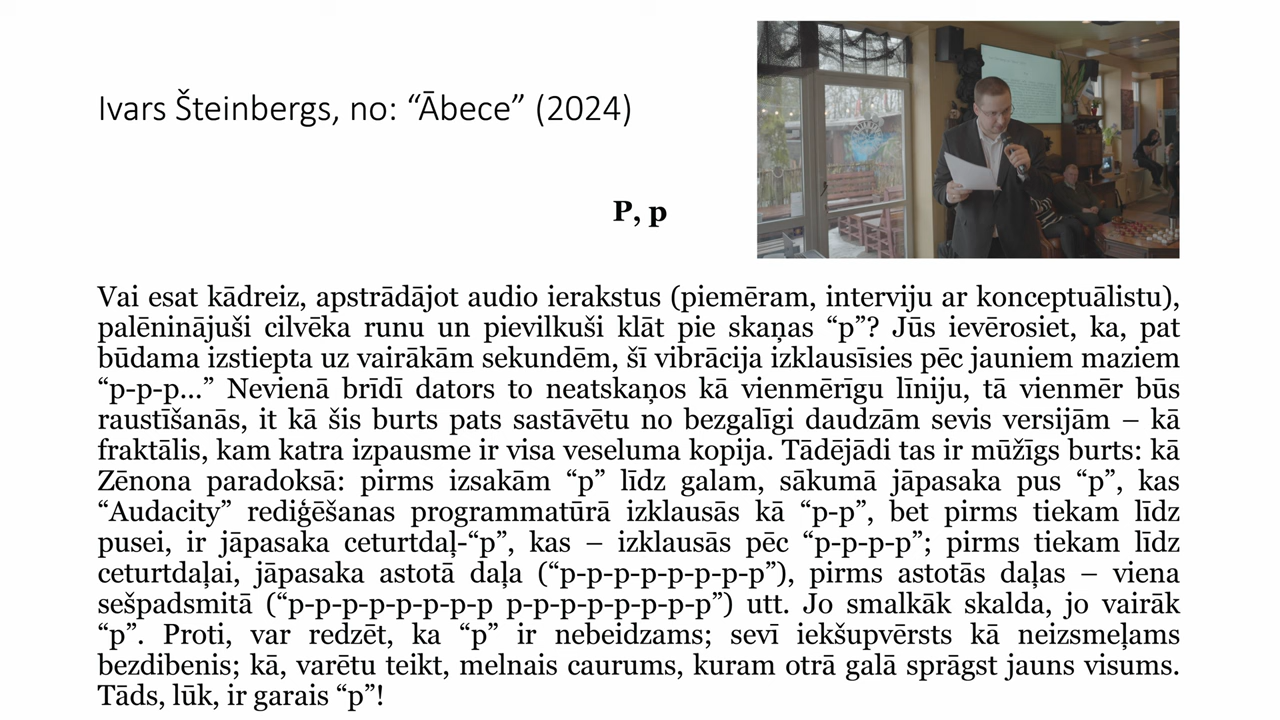 Ivars Šteinbergs, no: “Ābece” (2024)
P, p
Vai esat kādreiz, apstrādājot audio ierakstus (piemēram, interviju ar konceptuālistu),
palēninājuši cilvēka runu un pievilkuši klāt pie skaņas “p”? Jūs ievērosiet, ka, pat
būdama izstiepta uz vairākām sekundēm, šī vibrācija izklausīsies pēc jauniem maziem
“p-p-p...” Nevienā brīdī dators to neatskaņos kā vienmērīgu līniju, tā vienmēr būs
raustīšanās, it kā šis burts pats sastāvētu no bezgalīgi daudzām sevis versijām – kā
fraktālis, kam katra izpausme ir visa veseluma kopija. Tādējādi tas ir mūžīgs burts: kā
Zēnona paradoksā: pirms izsakām “p” līdz galam, sākumā jāpasaka pus “p”, kas
“Audacity” rediģēšanas programmatūrā izklausās kā “p-p”, bet pirms tiekam līdz
pusei, ir jāpasaka ceturtdaļ-“p”, kas – izklausās pēc “p-p-p-p”; pirms tiekam līdz
ceturtdaļai, jāpasaka astotā daļa (“p-p-p-p-p-p-p-p”), pirms astotās daļas – viena
sešpadsmitā (“p-p-p-p-p-p-p-p p-p-p-p-p-p-p-p”) utt. Jo smalkāk skalda, jo vairāk
“p”. Proti, var redzēt, ka “p” ir nebeidzams; sevī iekšupvērsts kā neizsmeļams
bezdibenis; kā, varētu teikt, melnais caurums, kuram otrā galā sprāgst jauns visums.
Tāds, lūk, ir garais “p”!